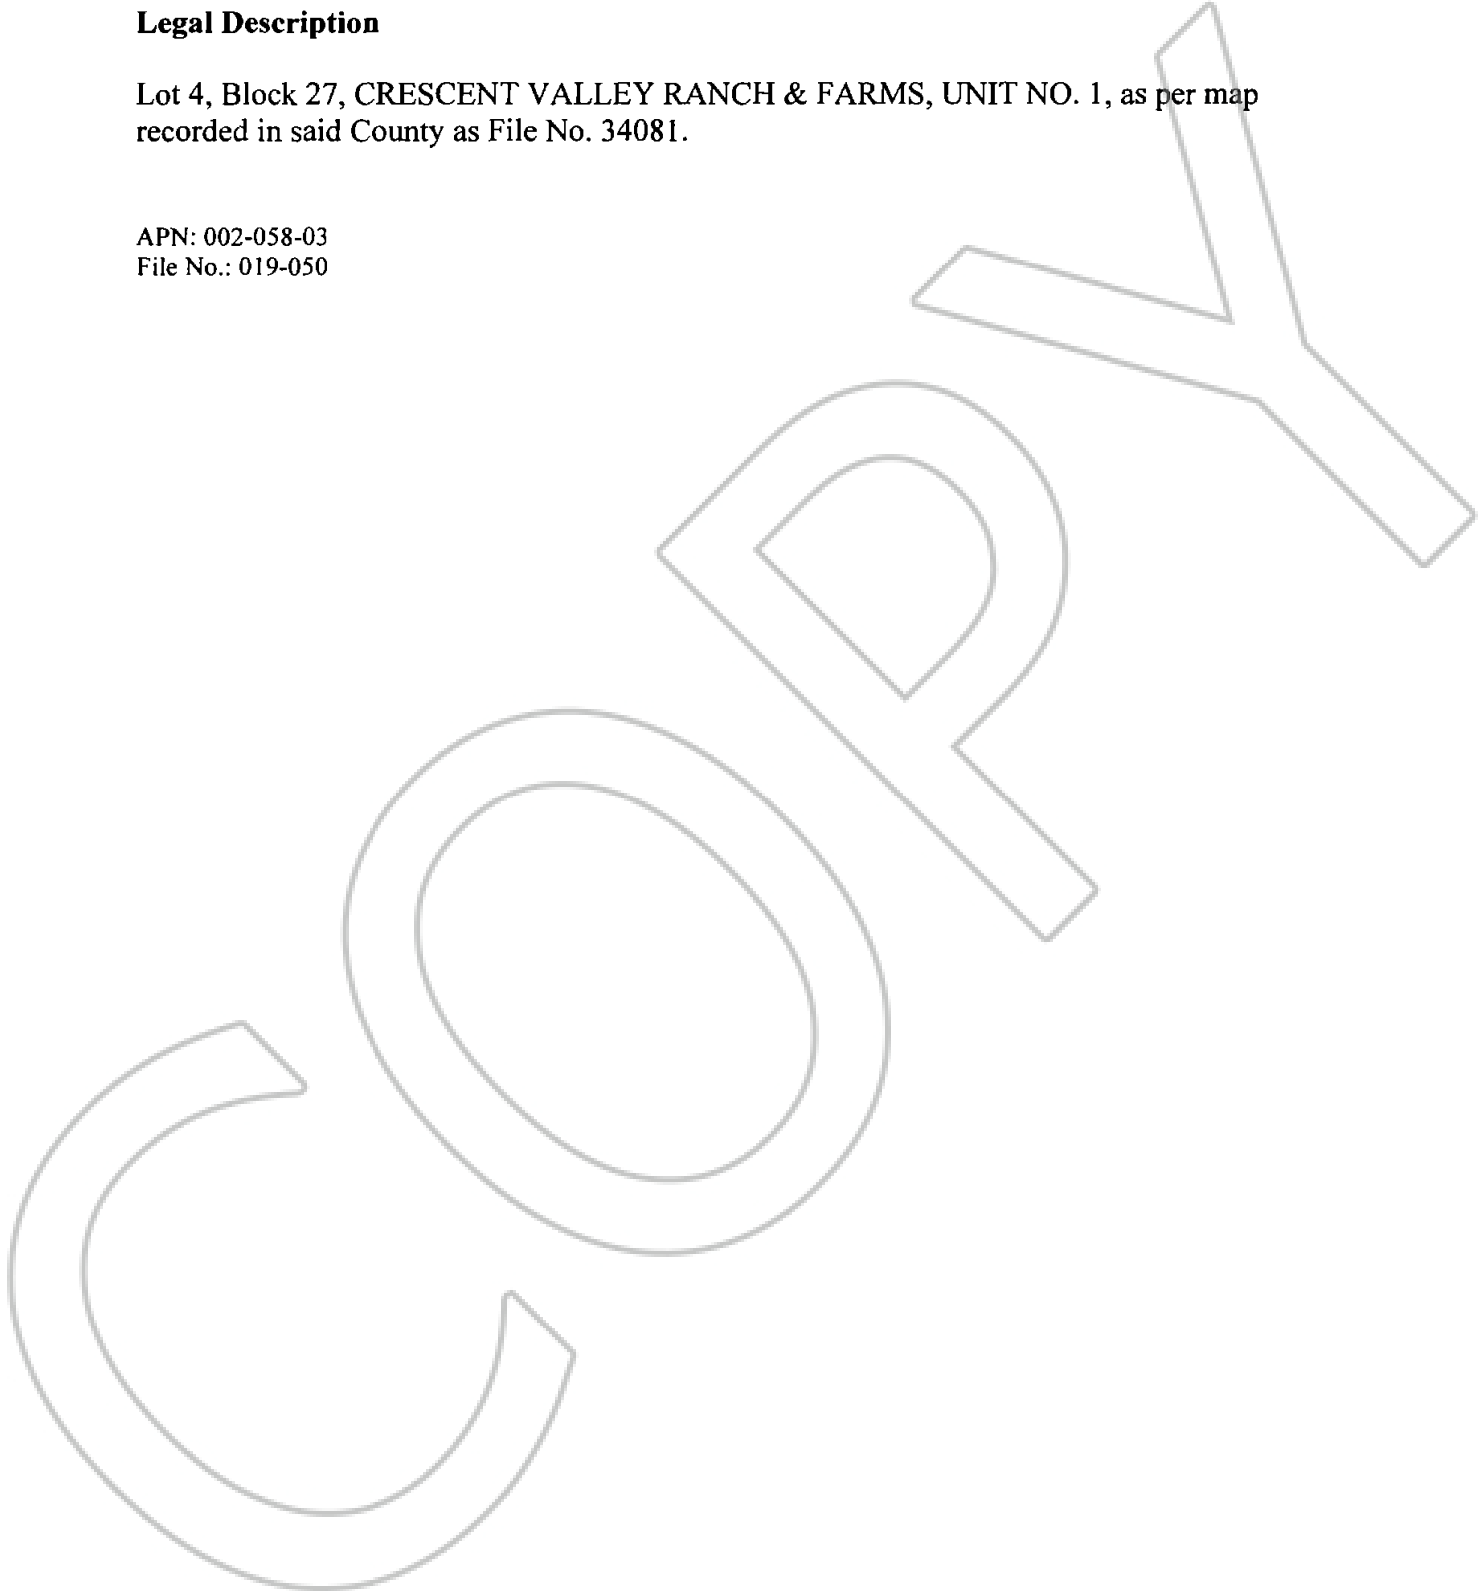 Legal Description
Lot 4, Block 27, CRESCENT VALLEY RANCH & FARMS, UNIT NO. 1, as per map
recorded in said County as File No. 34081.
APN: 002-058-03
File No.: 019-050
COPY